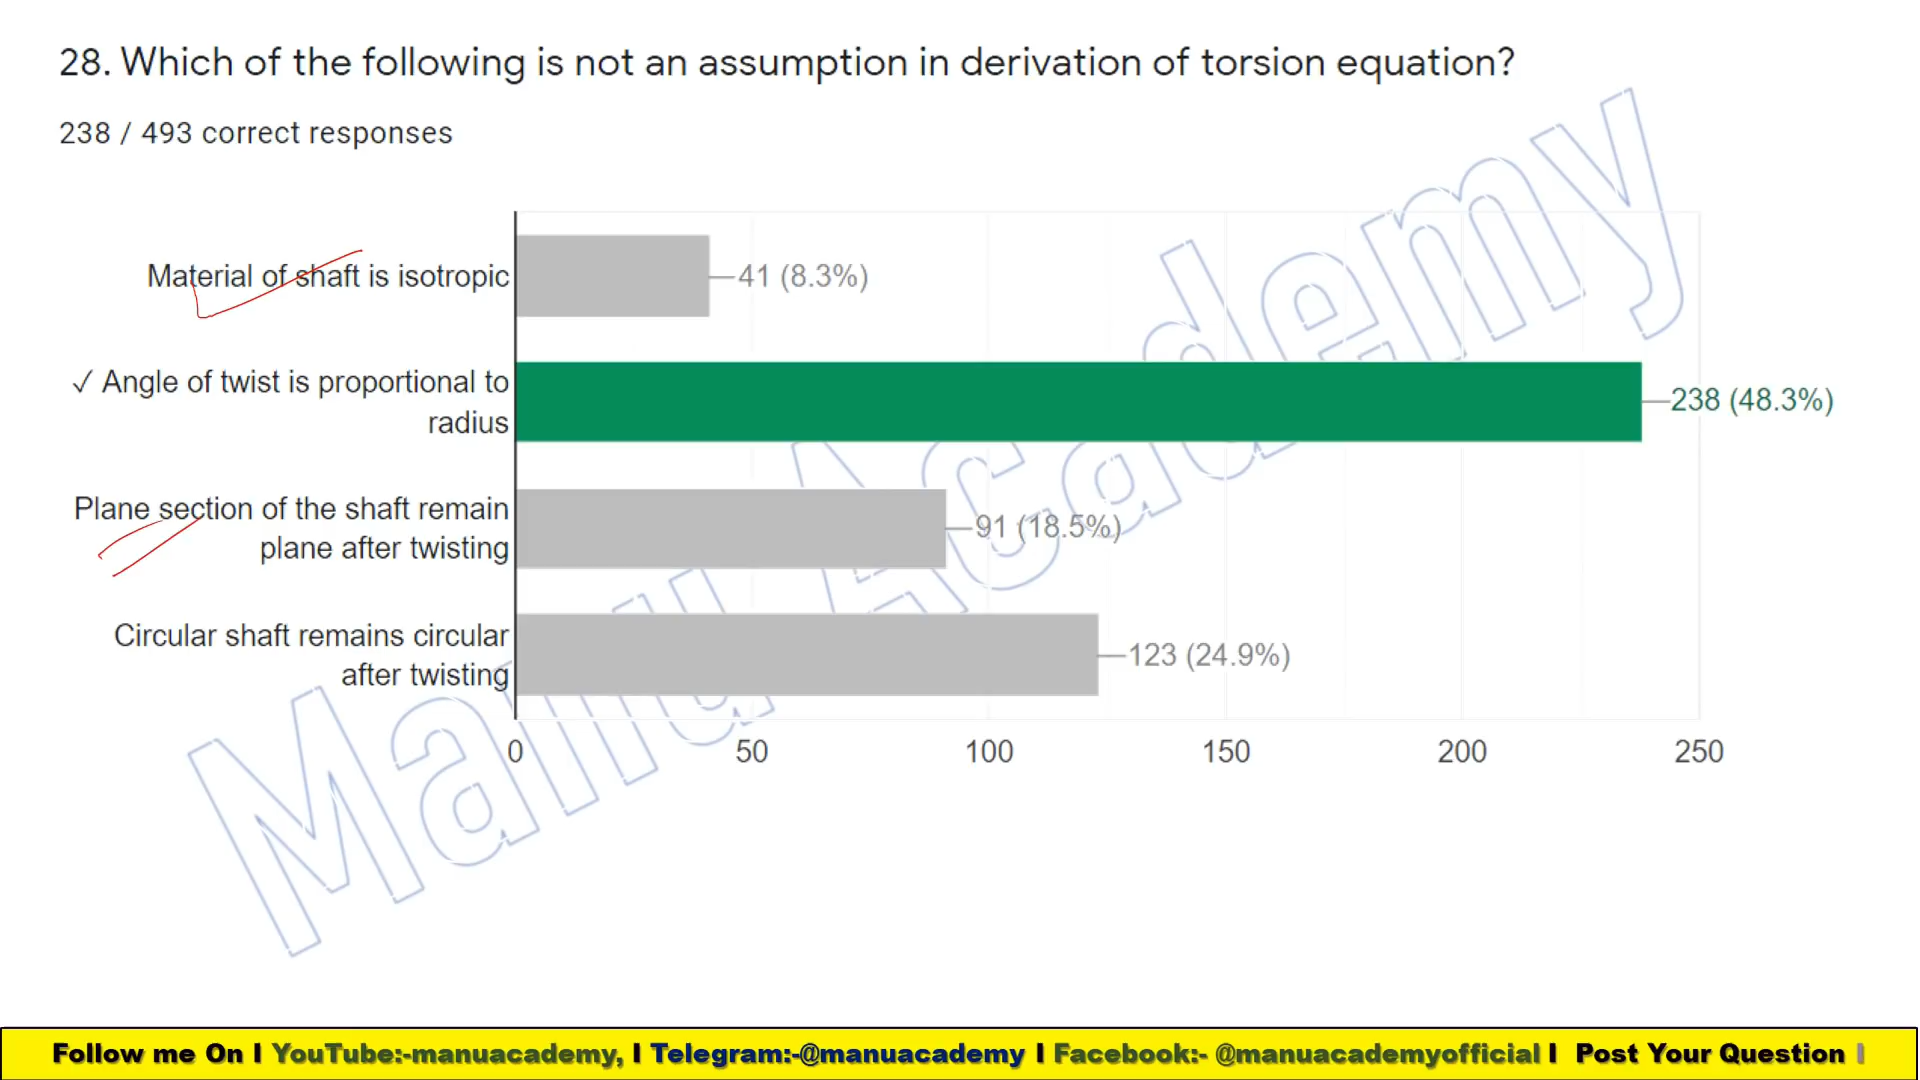 28. Which of the following is not an assumption in derivation of torsion equation?
238 / 493 correct responses
Material of shaft is isotropic
41 (8.3%)
✓ Angle of twist is proportional to
radius
238 (48.3%)
Plane section of the shaft remain
plane after twisting
91 (18.5%)
Circular shaft remains circular
after twisting
123 (24.9%)
0 50 100 150 200 250
Manu Academy
Follow me On I YouTube:-manuacademy, I Telegram:-@manuacademy I Facebook:- @manuacademyofficial I Post Your Question I